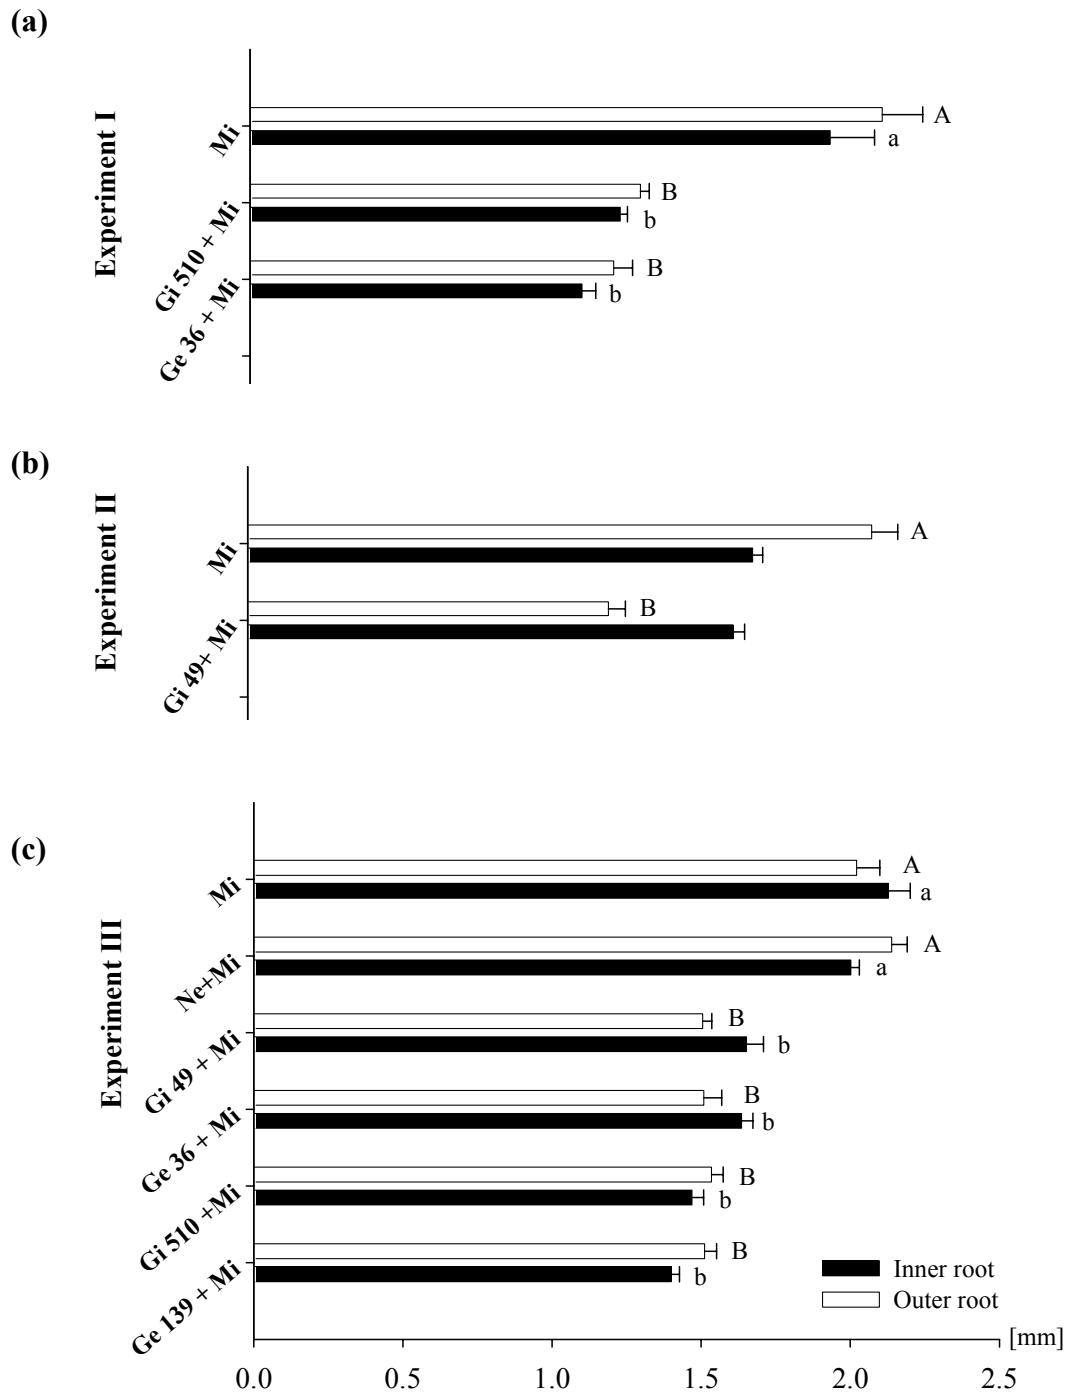 (a)
Experiment I
Mi
A
a
Gi 510 + Mi
B
b
Ge 36 + Mi
B
b
(b)
Experiment II
Mi
A
Gi 49+ Mi
B
(c)
Experiment III
Mi
A
a
Ne+Mi
A
a
Gi 49 + Mi
B
b
Ge 36 + Mi
B
b
Gi 510 +Mi
B
b
Ge 139 + Mi
B
b
Inner root
Outer root
[mm]
0.0 0.5 1.0 1.5 2.0 2.5